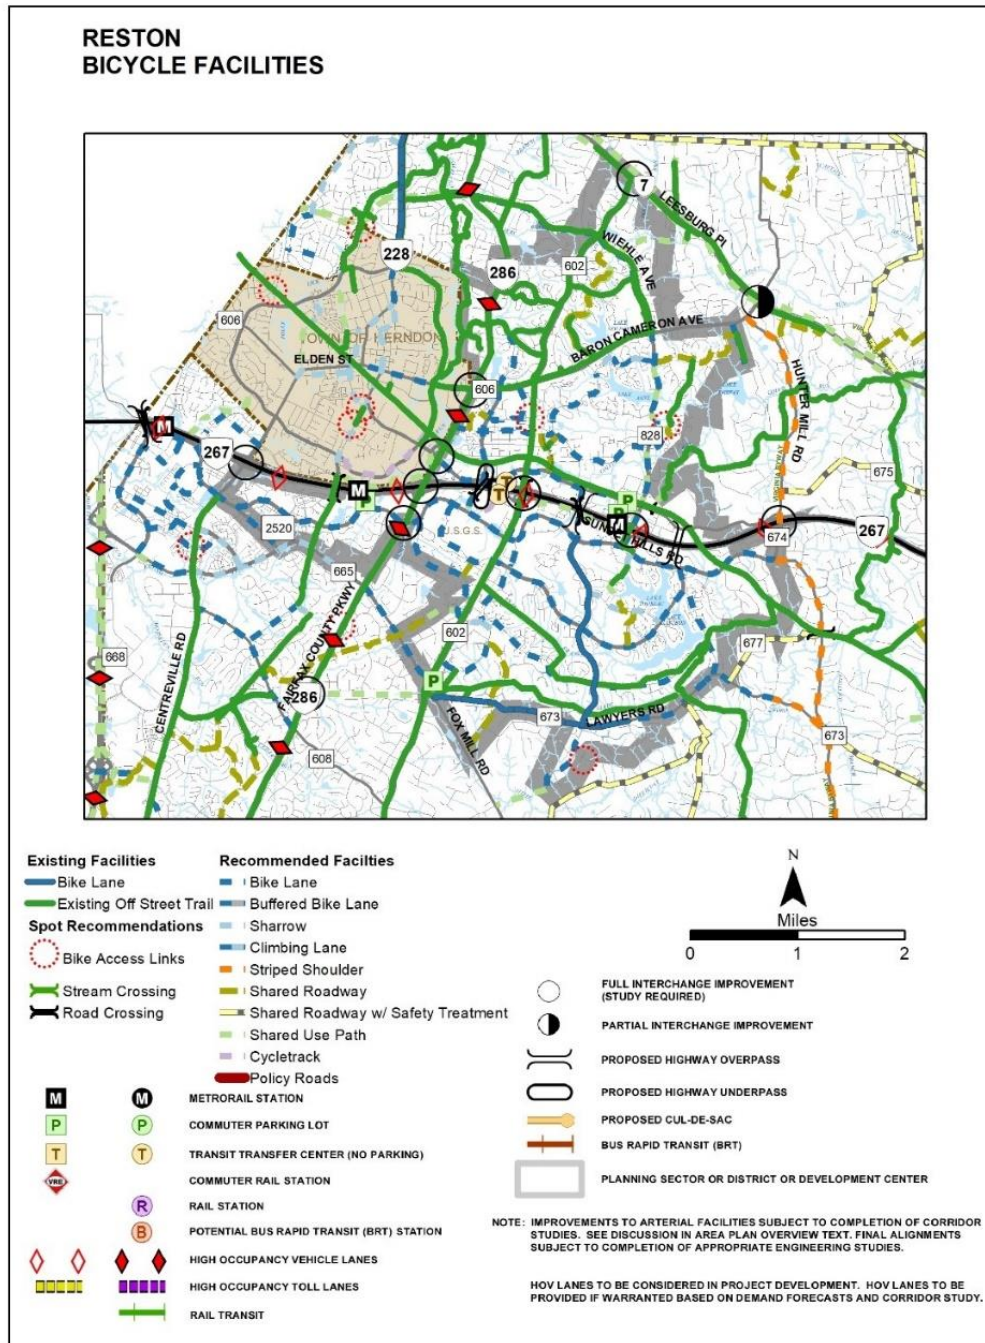 RESTON
BICYCLE FACILITIES
7
LEESBURG PI
228
WIEHLE AVE
602
286
606
TOWN OF HERNDON
BARON CAMERON AVE
ELDEN ST
606
HUNTER MILL RD
M
828
267
675
M
P
T
T
P
P
M
2520
U.S.G.S.
SUNSET HILLS RD
674
267
665
FAIRFAX COUNTY PKWY
602
677
668
CENTREVILLE RD
P
286
673
LAWYERS RD
FOX MILL RD
673
608
Existing Facilities
Bike Lane
Existing Off Street Trail
Spot Recommendations
Bike Access Links
Stream Crossing
Road Crossing
Recommended Facilties
Bike Lane
Buffered Bike Lane
Sharrow
Climbing Lane
Striped Shoulder
Shared Roadway
Shared Roadway w/ Safety Treatment
Shared Use Path
Cycletrack
Policy Roads
N
Miles
0 1 2
M M METRORAIL STATION
P P COMMUTER PARKING LOT
T T TRANSIT TRANSFER CENTER (NO PARKING)
VRE COMMUTER RAIL STATION
R RAIL STATION
B POTENTIAL BUS RAPID TRANSIT (BRT) STATION
HIGH OCCUPANCY VEHICLE LANES
HIGH OCCUPANCY TOLL LANES
RAIL TRANSIT
FULL INTERCHANGE IMPROVEMENT
(STUDY REQUIRED)
PARTIAL INTERCHANGE IMPROVEMENT
PROPOSED HIGHWAY OVERPASS
PROPOSED HIGHWAY UNDERPASS
PROPOSED CUL-DE-SAC
BUS RAPID TRANSIT (BRT)
PLANNING SECTOR OR DISTRICT OR DEVELOPMENT CENTER
NOTE: IMPROVEMENTS TO ARTERIAL FACILITIES SUBJECT TO COMPLETION OF CORRIDOR
STUDIES. SEE DISCUSSION IN AREA PLAN OVERVIEW TEXT. FINAL ALIGNMENTS
SUBJECT TO COMPLETION OF APPROPRIATE ENGINEERING STUDIES.
HOV LANES TO BE CONSIDERED IN PROJECT DEVELOPMENT. HOV LANES TO BE
PROVIDED IF WARRANTED BASED ON DEMAND FORECASTS AND CORRIDOR STUDY.